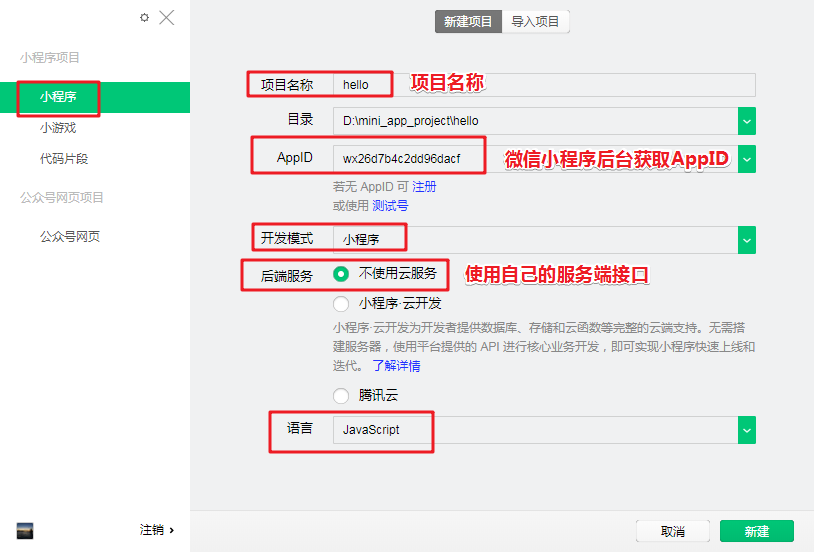 新建项目 导入项目
小程序项目
小程序
小游戏
代码片段
公众号网页项目
公众号网页
注销
项目名称 hello 项目名称
目录 D:\mini_app_project\hello
AppID wx26d7b4c2dd96dacf 微信小程序后台获取AppID
若无 AppID 可 注册
或使用 测试号
开发模式 小程序
后端服务 不使用云服务 使用自己的服务端接口
小程序·云开发
小程序·云开发为开发者提供数据库、存储和云函数等完整的云端支持。无需搭
建服务器，使用平台提供的 API 进行核心业务开发，即可实现小程序快速上线和
迭代。 了解详情
腾讯云
语言 JavaScript
取消 新建